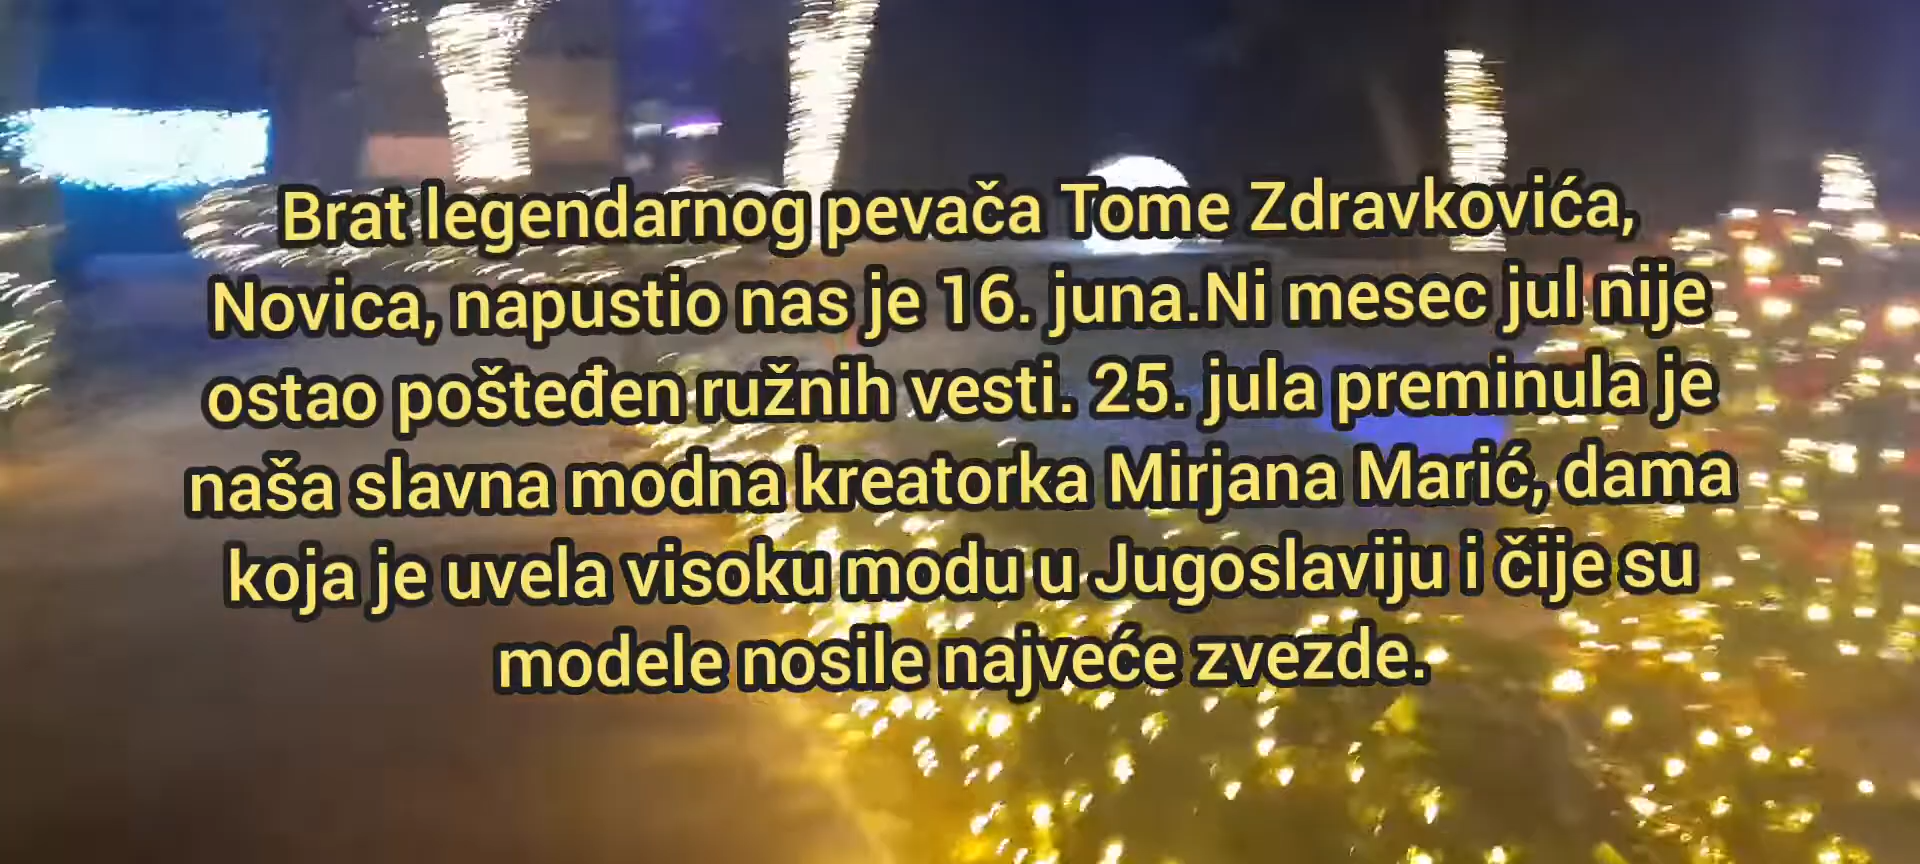 Brat legendarnog pevača Tome Zdravkovića,
Novica, napustio nas je 16. juna.Ni mesec jul nije
ostao pošteđen ružnih vesti. 25. jula preminula je
naša slavna modna kreatorka Mirjana Marić, dama
koja je uvela visoku modu u Jugoslaviju i čije su
modele nosile najveće zvezde.